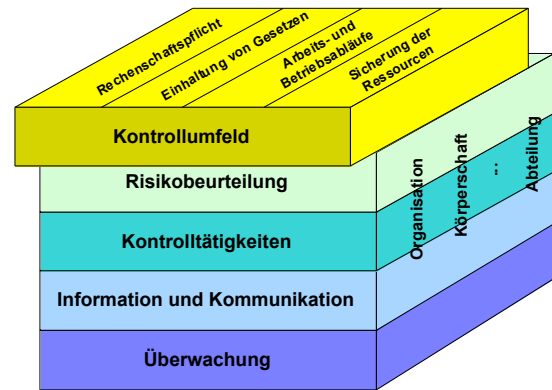 Rechenschaftspflicht
Einhaltung von Gesetzen
Arbeits- und
Betriebsabläufe
Sicherung der
Ressourcen
Kontrollumfeld
Risikobeurteilung
Kontrolltätigkeiten
Information und Kommunikation
Überwachung
Organisation
Körperschaft
...
Abteilung